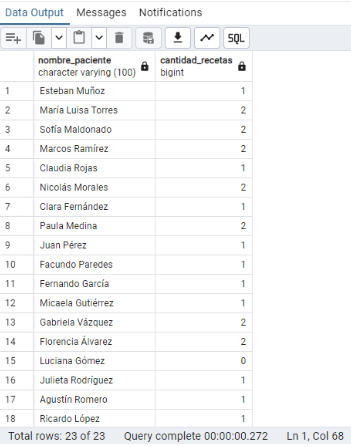 Data Output Messages Notifications
SQL
nombre_paciente cantidad_recetas
character varying (100) bigint
1 Esteban Muñoz 1
2 María Luisa Torres 2
3 Sofía Maldonado 2
4 Marcos Ramírez 2
5 Claudia Rojas 1
6 Nicolás Morales 2
7 Clara Fernández 1
8 Paula Medina 2
9 Juan Pérez 1
10 Facundo Paredes 1
11 Fernando García 1
12 Micaela Gutiérrez 1
13 Gabriela Vázquez 2
14 Florencia Álvarez 2
15 Luciana Gómez 0
16 Julieta Rodríguez 1
17 Agustín Romero 1
18 Ricardo López 1
Total rows: 23 of 23 Query complete 00:00:00.272 Ln 1, Col 68